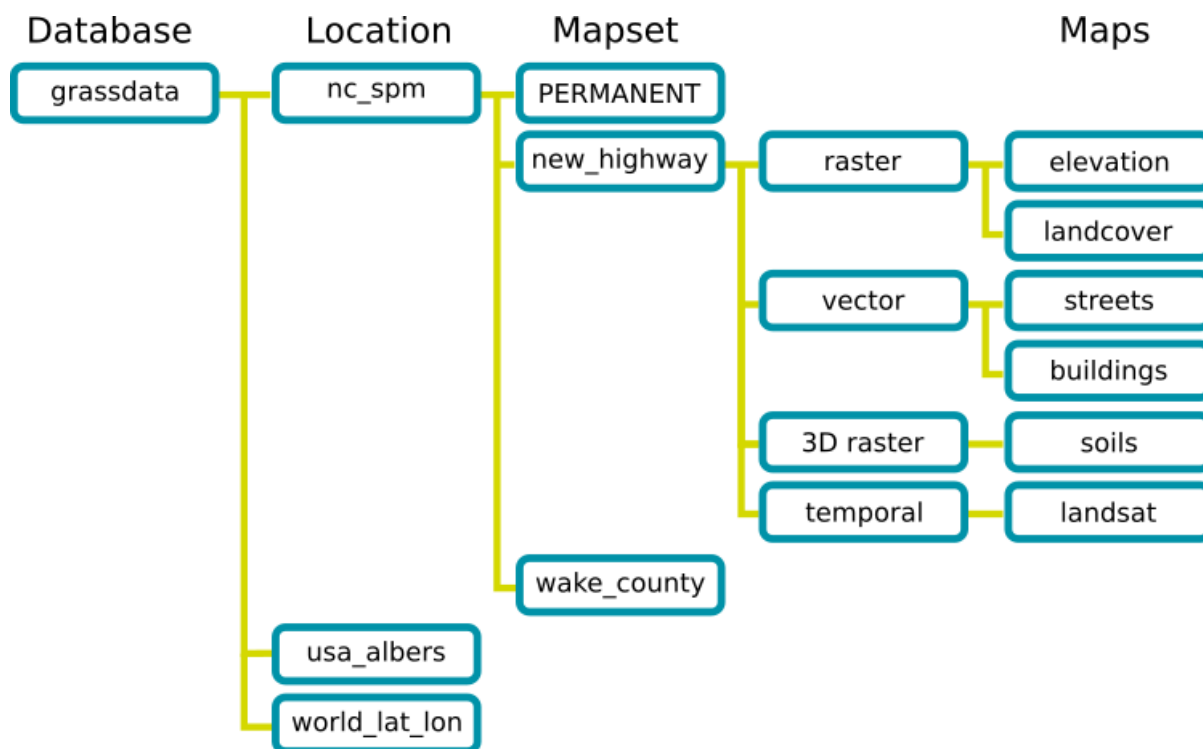 Database Location Mapset Maps
grassdata nc_spm PERMANENT
new_highway raster elevation
landcover
vector streets
buildings
3D raster soils
temporal landsat
wake_county
usa_albers
world_lat_lon